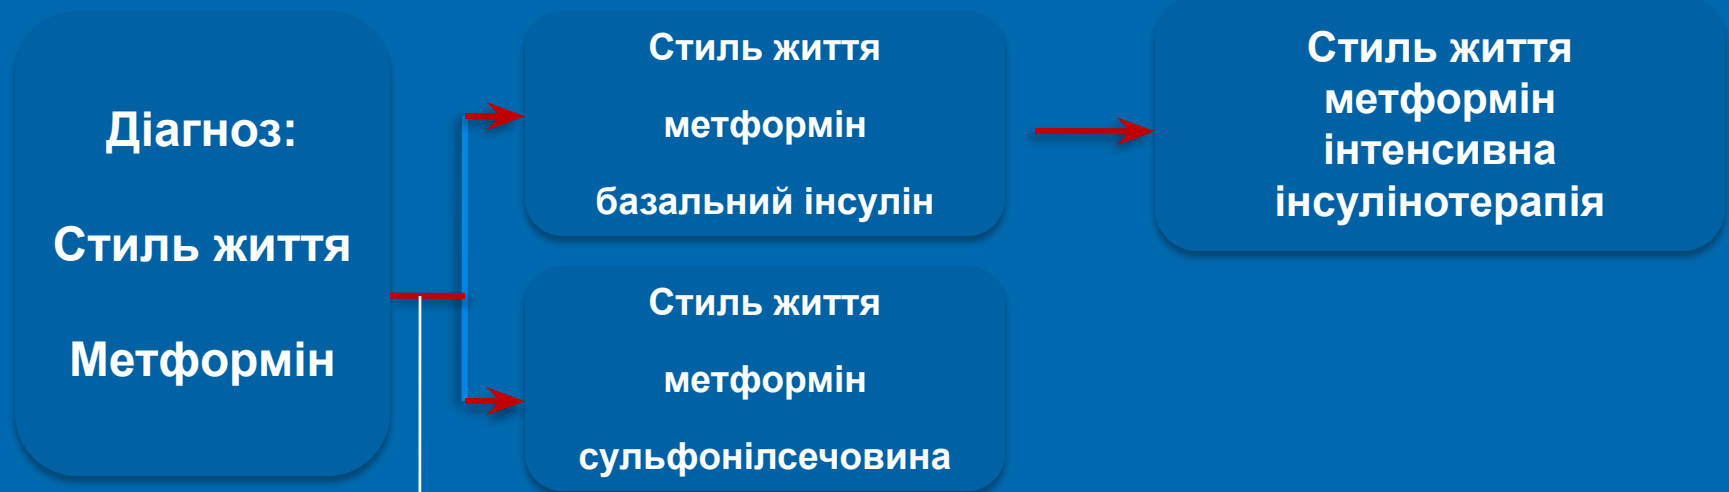 Діагноз:
Стиль життя
Метформін
Стиль життя
метформін
базальний інсулін
Стиль життя
метформін
сульфонілсечовина
Стиль життя
метформін
інтенсивна
інсулінотерапія